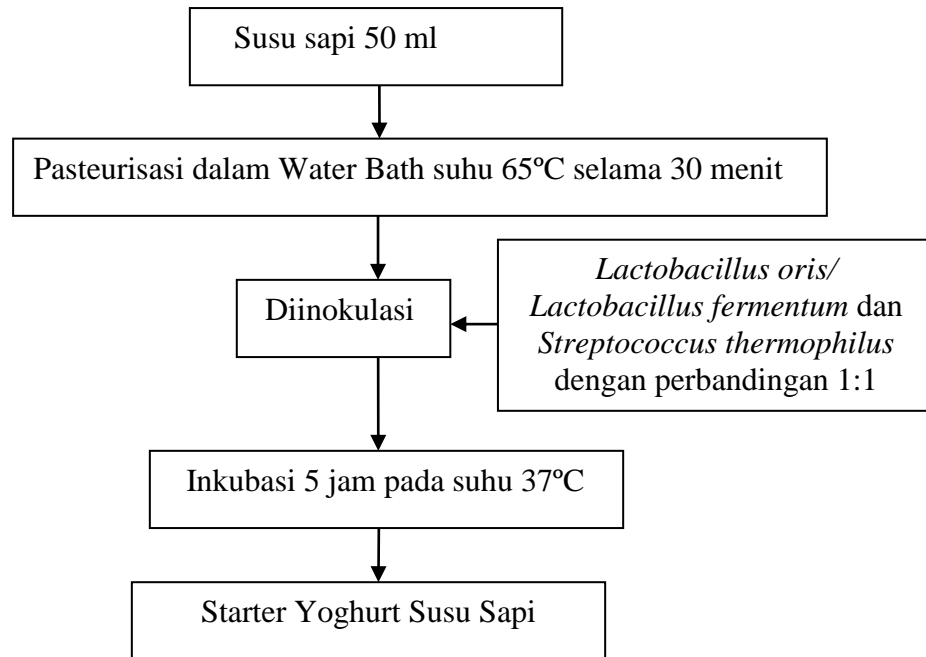 Susu sapi 50 ml
Pasteurisasi dalam Water Bath suhu 65ºC selama 30 menit
Diinokulasi
Lactobacillus oris/
Lactobacillus fermentum dan
Streptococcus thermophilus
dengan perbandingan 1:1
Inkubasi 5 jam pada suhu 37ºC
Starter Yoghurt Susu Sapi